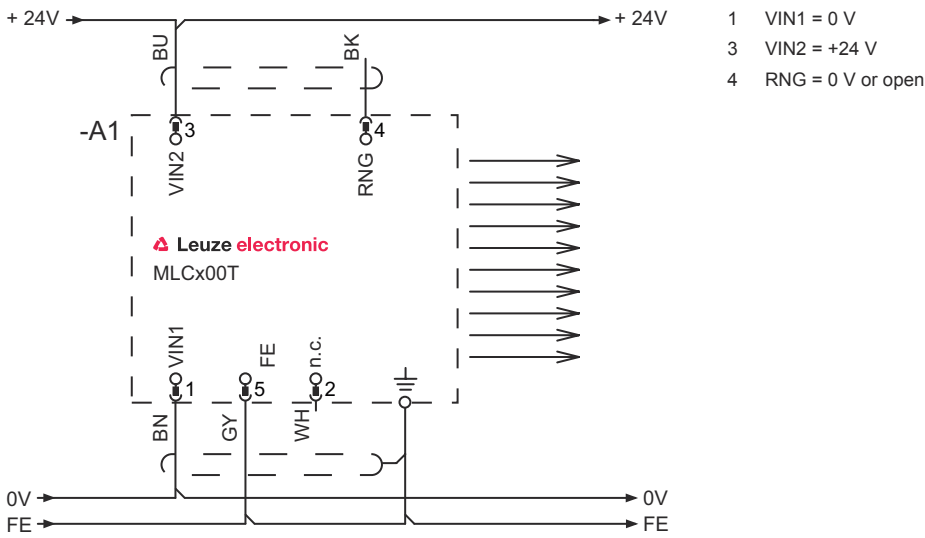 + 24V
+ 24V
1 VIN1 = 0 V
3 VIN2 = +24 V
4 RNG = 0 V or open
BU
BK
-A1
3
4
VIN2
RNG
Leuze electronic
MLCx00T
VIN1
FE
n.c.
1
5
2
BN
GY
WH
0V
0V
FE
FE